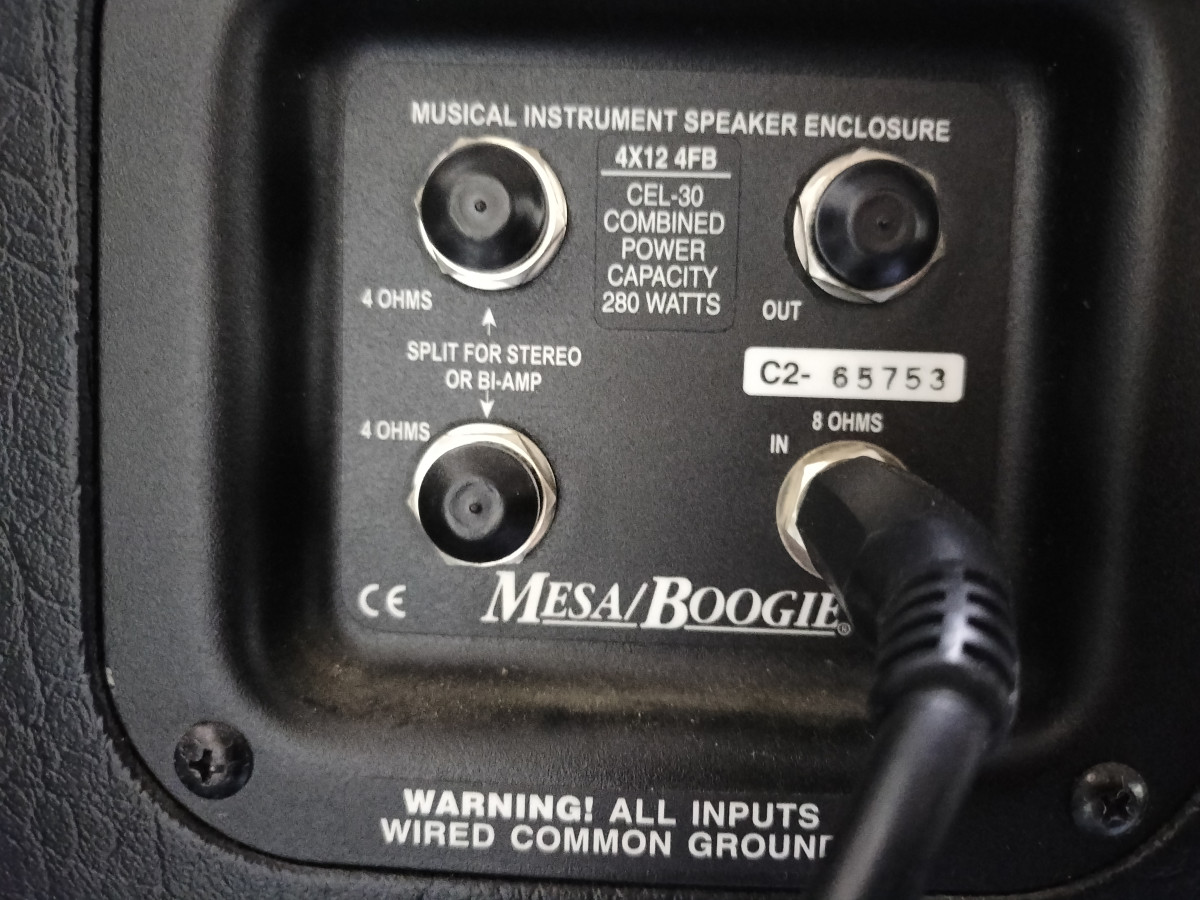 MUSICAL INSTRUMENT SPEAKER ENCLOSURE
4X12 4FB
CEL-30
COMBINED
POWER
CAPACITY
280 WATTS
4 OHMS
OUT
SPLIT FOR STEREO
OR BI-AMP
C2- 65753
4 OHMS
8 OHMS
IN
CE
MESA/BOOGIE®
WARNING! ALL INPUTS
WIRED COMMON GROUND